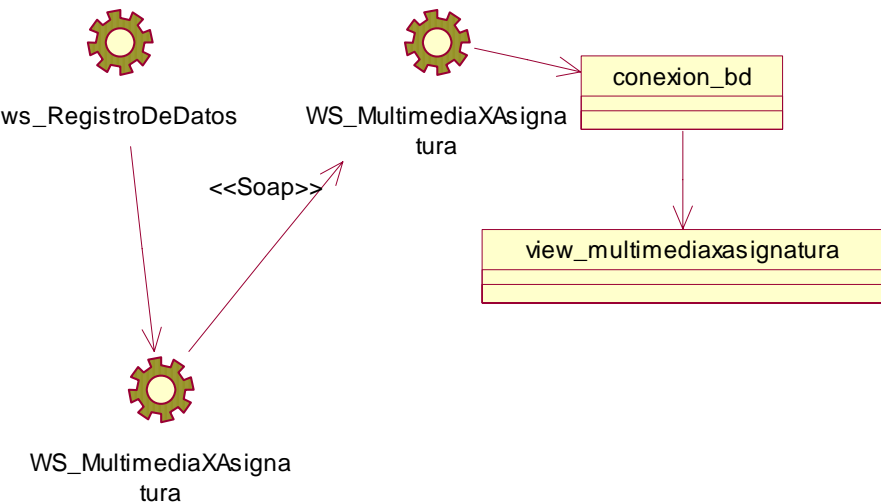 conexion_bd
ws_RegistroDeDatos
WS_MultimediaXAsigna
tura
<<Soap>>
view_multimediaxasignatura
WS_MultimediaXAsigna
tura